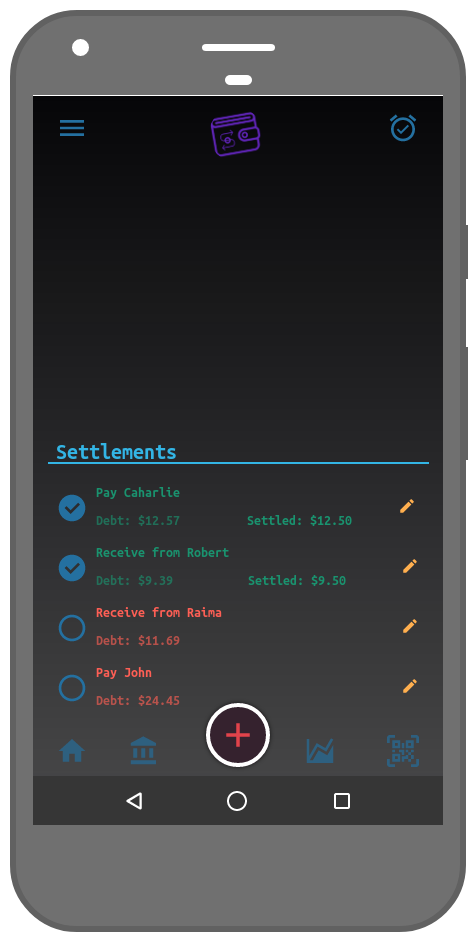 Settlements
Pay Caharlie
Debt: $12.57 Settled: $12.50
Receive from Robert
Debt: $9.39 Settled: $9.50
Receive from Raima
Debt: $11.69
Pay John
Debt: $24.45